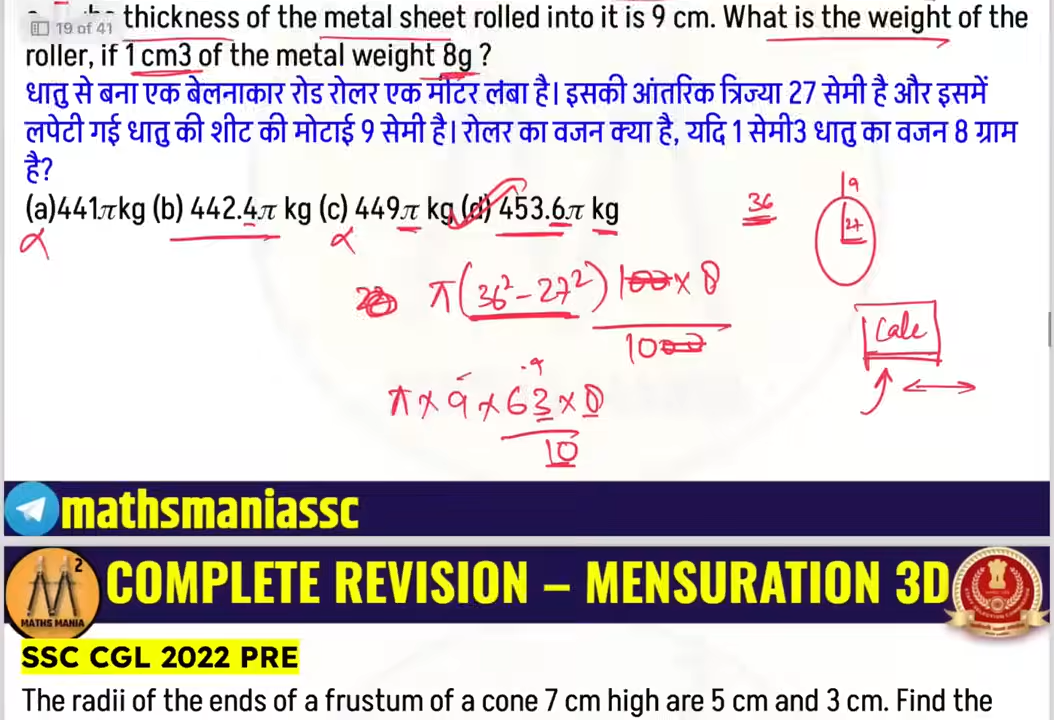 thickness of the metal sheet rolled into it is 9 cm. What is the weight of the
19 of 41
roller, if 1 cm3 of the metal weight 8g ?
धातु से बना एक बेलनाकार रोड रोलर एक मीटर लंबा है। इसकी आंतरिक त्रिज्या 27 सेमी है और इसमें
लपेटी गई धातु की शीट की मोटाई 9 सेमी है। रोलर का वजन क्या है, यदि 1 सेमी3 धातु का वजन 8 ग्राम
है?
(a)441π kg (b) 442.4π kg (c) 449π kg (d) 453.6π kg
36
9
27
π(36² - 27²) 100 × 8
1000
Calc
π × 9 × 63 × 8
10
mathsmaniassc
2
MATHS MANIA
COMPLETE REVISION – MENSURATION 3D
SSC CGL 2022 PRE
The radii of the ends of a frustum of a cone 7 cm high are 5 cm and 3 cm. Find the